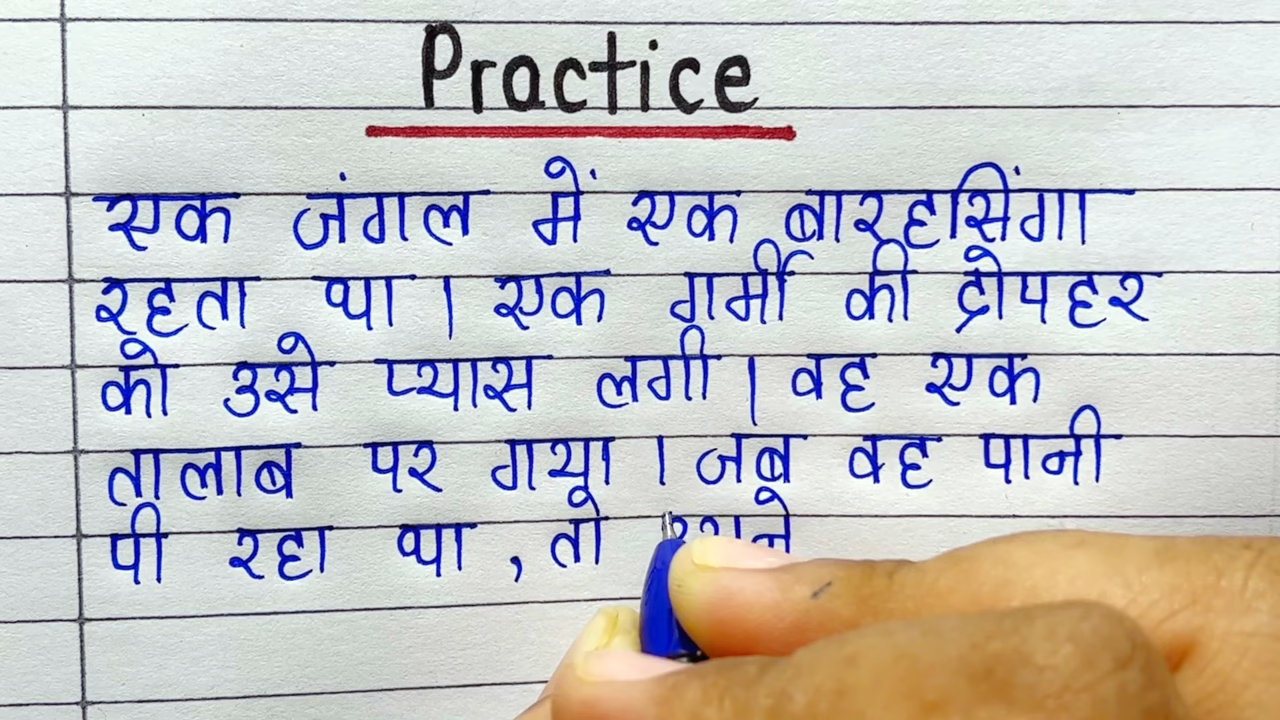 Practice
एक जंगल में एक बारहसिंगा
रहता था । एक गर्मी की दोपहर
को उसे प्यास लगी । वह एक
तालाब पर गया । जब वह पानी
पी रहा था , तो